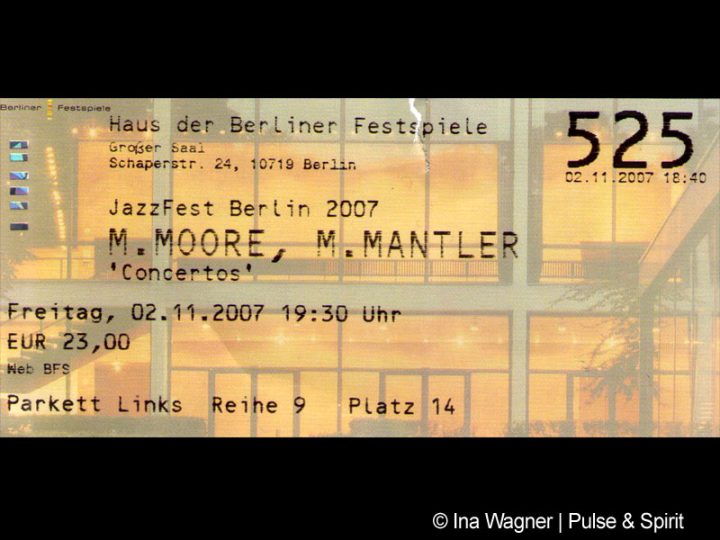 Berliner Festspiele
Haus der Berliner Festspiele
Großer Saal
Schaperstr. 24, 10719 Berlin
525
02.11.2007 18:40
JazzFest Berlin 2007
M.MOORE, M.MANTLER
'Concertos'
Freitag, 02.11.2007 19:30 Uhr
EUR 23,00
Web BFS
Parkett Links Reihe 9 Platz 14
© Ina Wagner | Pulse & Spirit